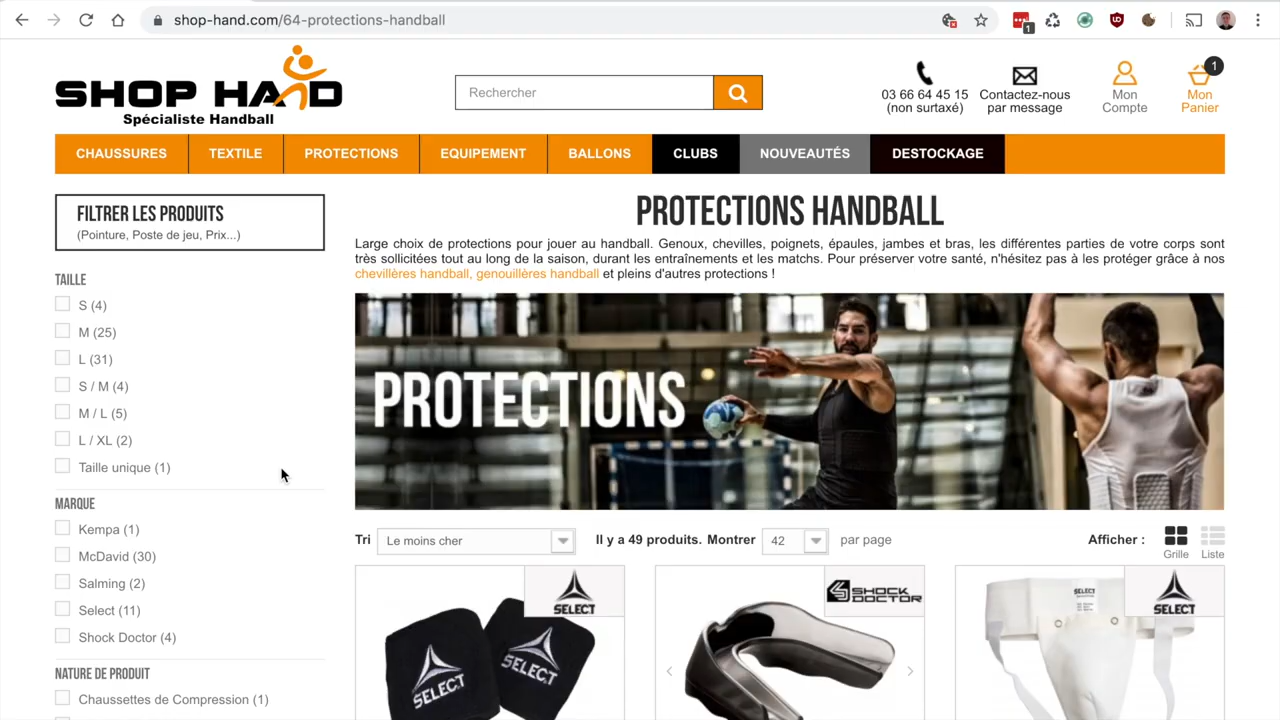 shop-hand.com/64-protections-handball
1
SHOP HAND
Spécialiste Handball
Rechercher
03 66 64 45 15
(non surtaxé)
Contactez-nous
par message
Mon
Compte
1
Mon
Panier
CHAUSSURES
TEXTILE
PROTECTIONS
EQUIPEMENT
BALLONS
CLUBS
NOUVEAUTÉS
DESTOCKAGE
FILTRER LES PRODUITS
(Pointure, Poste de jeu, Prix...)
TAILLE
S (4)
M (25)
L (31)
S / M (4)
M / L (5)
L / XL (2)
Taille unique (1)
MARQUE
Kempa (1)
McDavid (30)
Salming (2)
Select (11)
Shock Doctor (4)
NATURE DE PRODUIT
Chaussettes de Compression (1)
PROTECTIONS HANDBALL
Large choix de protections pour jouer au handball. Genoux, chevilles, poignets, épaules, jambes et bras, les différentes parties de votre corps sont
très sollicitées tout au long de la saison, durant les entraînements et les matchs. Pour préserver votre santé, n'hésitez pas à les protéger grâce à nos
chevillères handball, genouillères handball et pleins d'autres protections !
PROTECTIONS
Tri
Le moins cher
Il y a 49 produits.
Montrer
42
par page
Afficher :
Grille
Liste
SELECT
SELECT
SELECT
SHOCK
DOCTOR
SELECT
SELECT